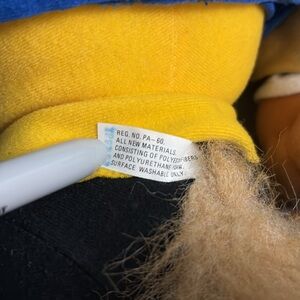 REG. NO. PA-60.
ALL NEW MATERIALS.
CONSISTING OF POLYESTER FIBERS
AND POLYURETHANE FOAM
SURFACE WASHABLE ONLY.